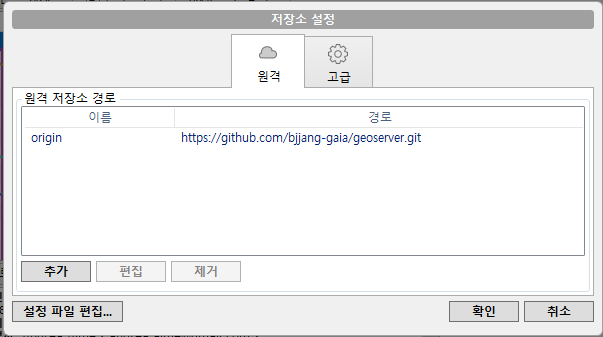 저장소 설정
원격
고급
원격 저장소 경로
이름 경로
origin https://github.com/bjjang-gaia/geoserver.git
추가 편집 제거
설정 파일 편집... 확인 취소